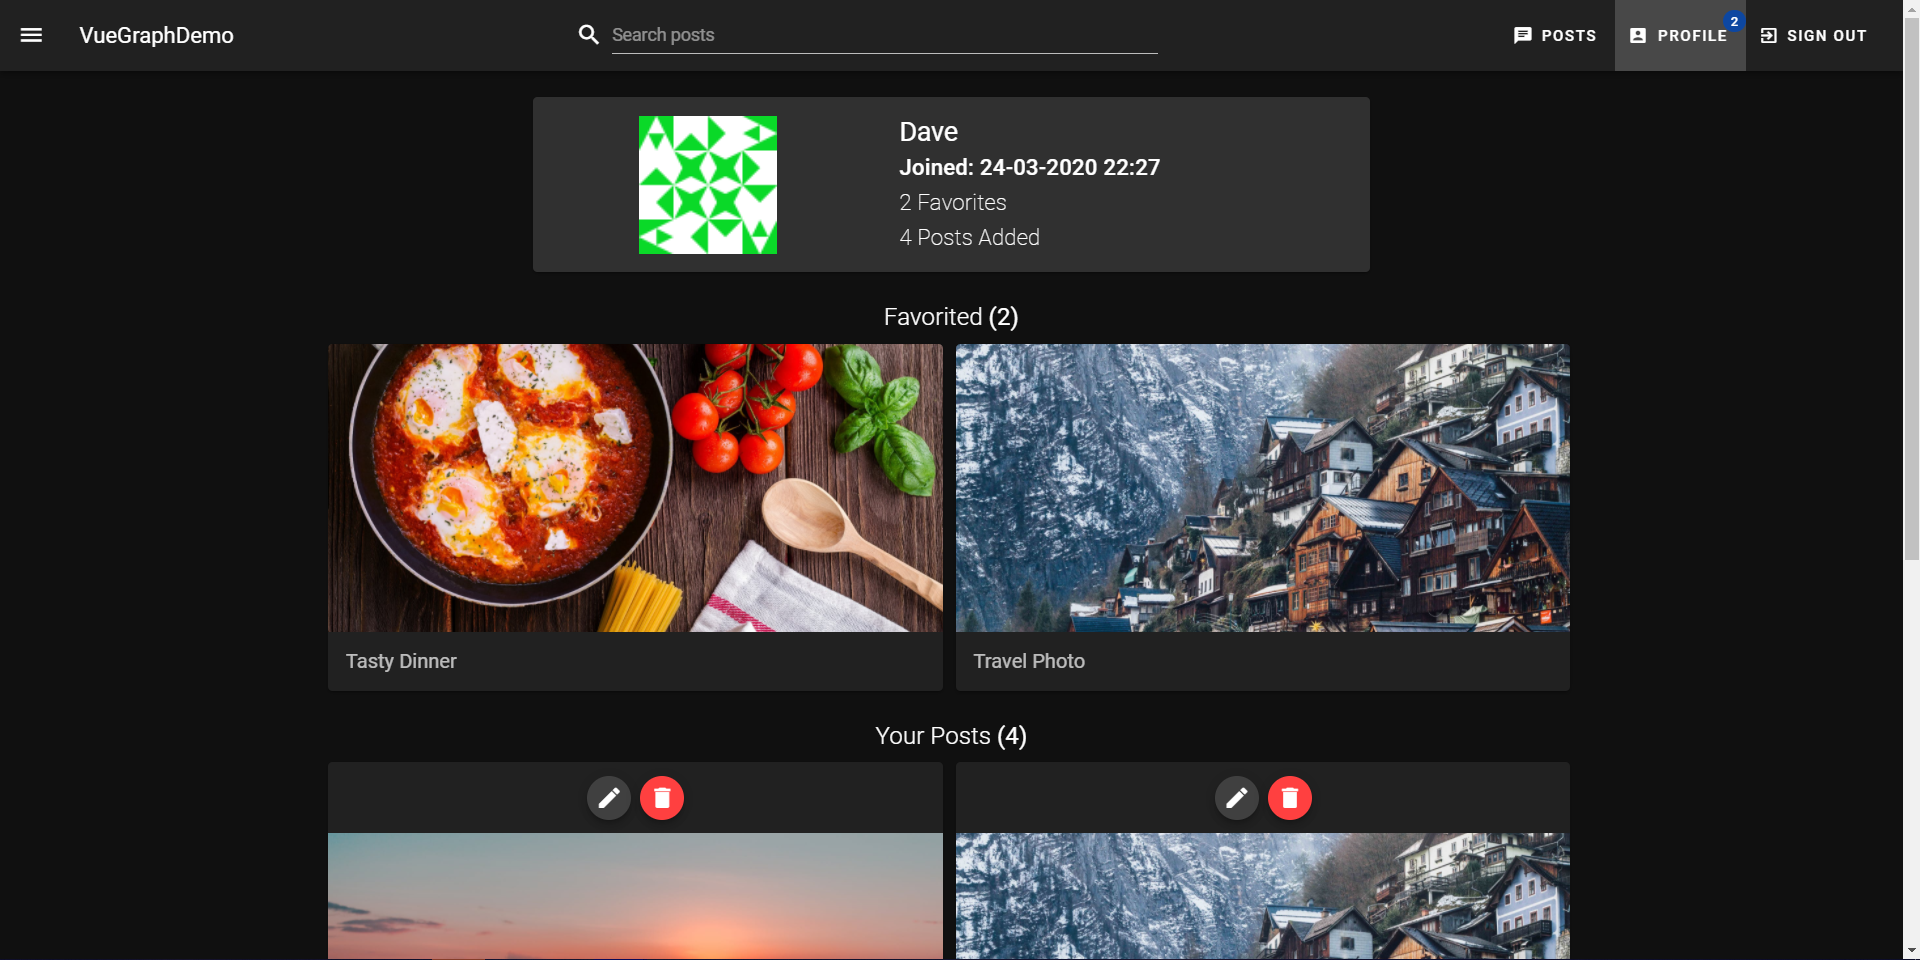 VueGraphDemo
Search posts
POSTS
PROFILE
2
SIGN OUT
Dave
Joined: 24-03-2020 22:27
2 Favorites
4 Posts Added
Favorited (2)
Tasty Dinner
Travel Photo
Your Posts (4)